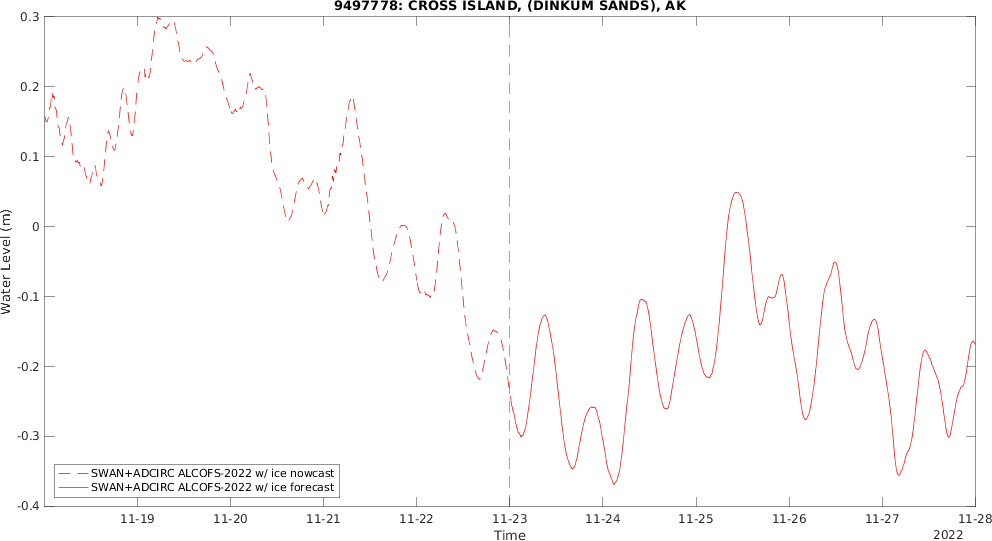 9497778: CROSS ISLAND, (DINKUM SANDS), AK
0.3
0.2
0.1
0
-0.1
-0.2
-0.3
-0.4
Water Level (m)
SWAN+ADCIRC ALCOFS-2022 w/ ice nowcast
SWAN+ADCIRC ALCOFS-2022 w/ ice forecast
11-19 11-20 11-21 11-22 11-23 11-24 11-25 11-26 11-27 11-28
Time
2022